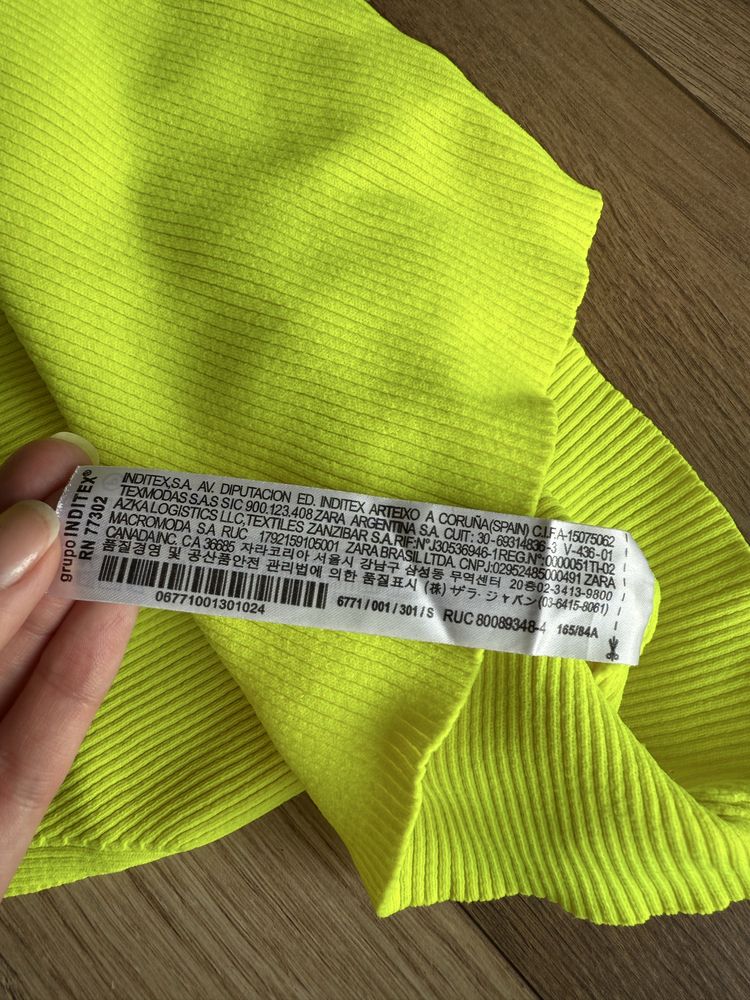 grupo INDITEX®
RN 77302
INDITEX,S.A. AV. DIPUTACION ED. INDITEX ARTEIXO A CORUÑA(SPAIN) C.I.F.A-15075062
TEXMODAS S.A.S SIC 900.123.408 ZARA ARGENTINA S.A. CUIT: 30-69314836-3 V-436-01
AZKA LOGISTICS LLC,TEXTILES ZANZIBAR S.A.RIF:NºJ30536946-1REG.Nº:0000051TI-02
MACROMODA S.A RUC 1792159105001 ZARA BRASIL LTDA. CNPJ:02952485000491 ZARA
CANADA INC. CA 36685 자라코리아 서울시 강남구 삼성동 무역센터 20층02-3413-9800
품질경영 및 공산품안전 관리법에 의한 품질표시 (株) ザラ・ジャパン(03-6415-8061)
06771001301024 6771 / 001 / 301 / S RUC 80089348-4 165/84A